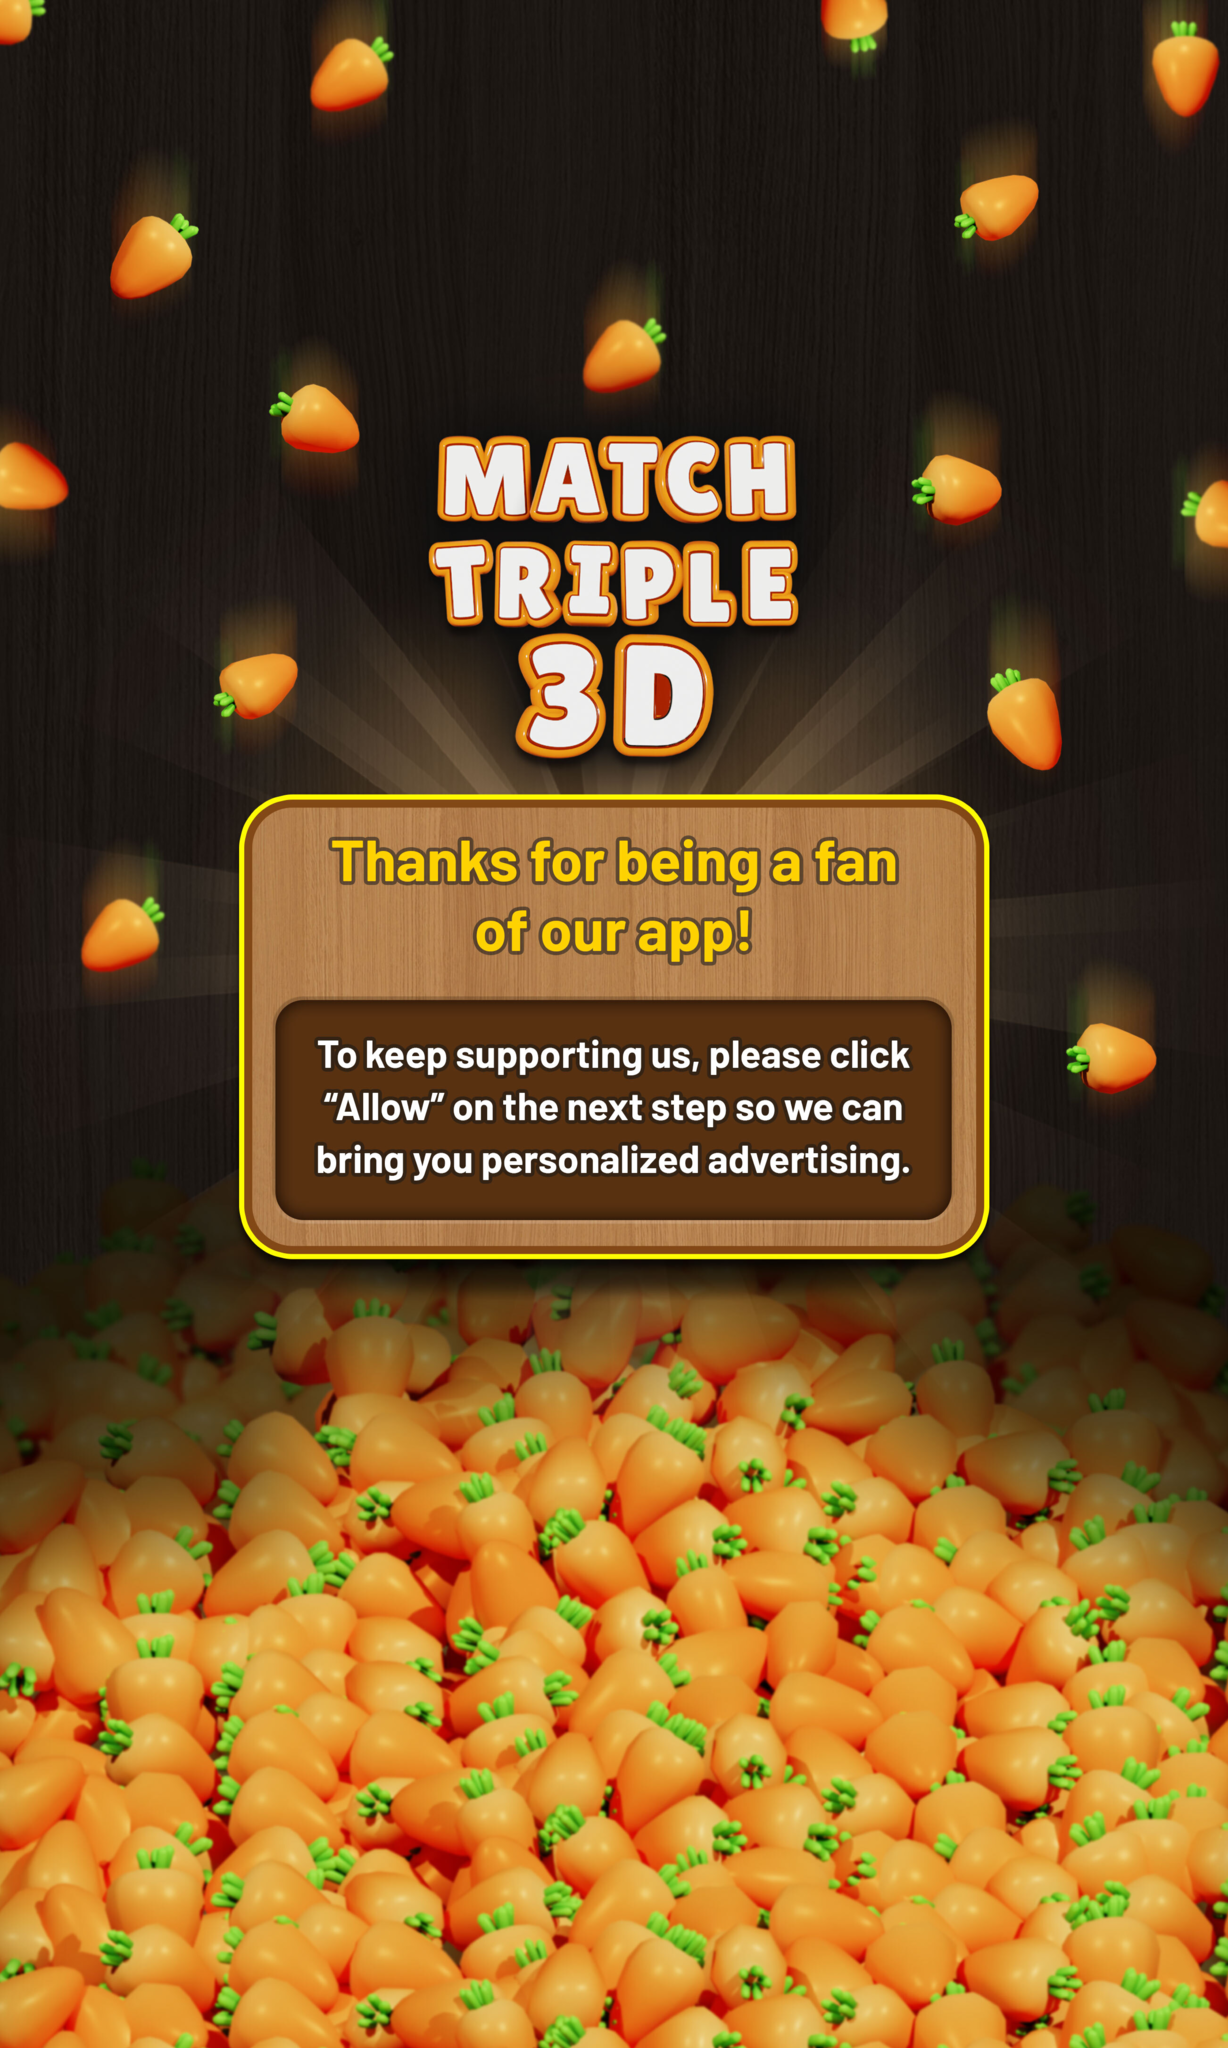 MATCH
TRIPLE
3D
Thanks for being a fan
of our app!
To keep supporting us, please click
“Allow” on the next step so we can
bring you personalized advertising.